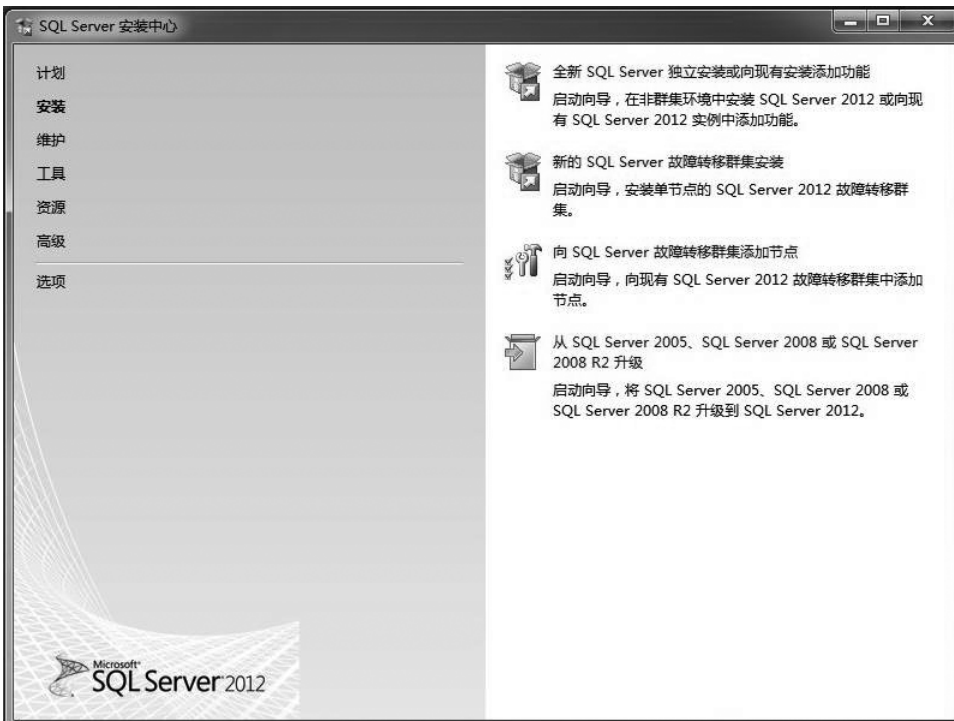 SQL Server 安装中心
计划
安装
维护
工具
资源
高级
选项
全新 SQL Server 独立安装或向现有安装添加功能
启动向导，在非群集环境中安装 SQL Server 2012 或向现
有 SQL Server 2012 实例中添加功能。
新的 SQL Server 故障转移群集安装
启动向导，安装单节点的 SQL Server 2012 故障转移群
集。
向 SQL Server 故障转移群集添加节点
启动向导，向现有 SQL Server 2012 故障转移群集中添加
节点。
从 SQL Server 2005、SQL Server 2008 或 SQL Server
2008 R2 升级
启动向导，将 SQL Server 2005、SQL Server 2008 或
SQL Server 2008 R2 升级到 SQL Server 2012。
Microsoft®
SQL Server 2012